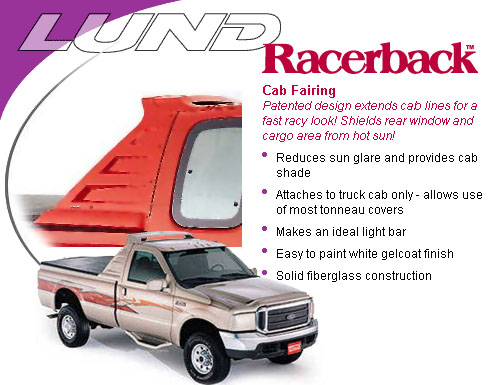 LUND
Racerback™
Cab Fairing
Patented design extends cab lines for a
fast racy look! Shields rear window and
cargo area from hot sun!
• Reduces sun glare and provides cab
shade
• Attaches to truck cab only - allows use
of most tonneau covers
• Makes an ideal light bar
• Easy to paint white gelcoat finish
• Solid fiberglass construction